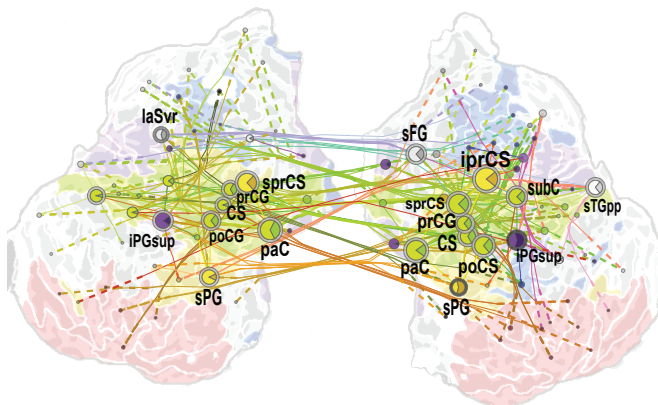 laSvr
sprCS
prCG
CS
iPGsup
poCG
paC
sPG
sFG
iprCS
sprCS
subC
sTGpp
prCG
CS
iPGsup
paC
poCS
sPG